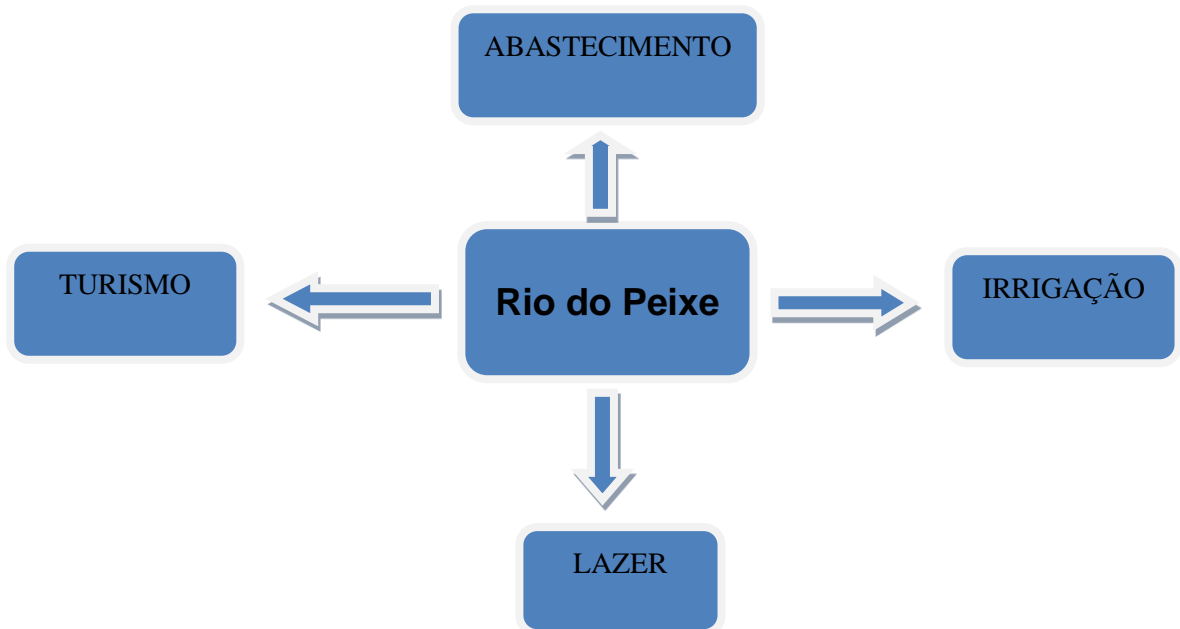 ABASTECIMENTO
TURISMO
Rio do Peixe
IRRIGAÇÃO
LAZER